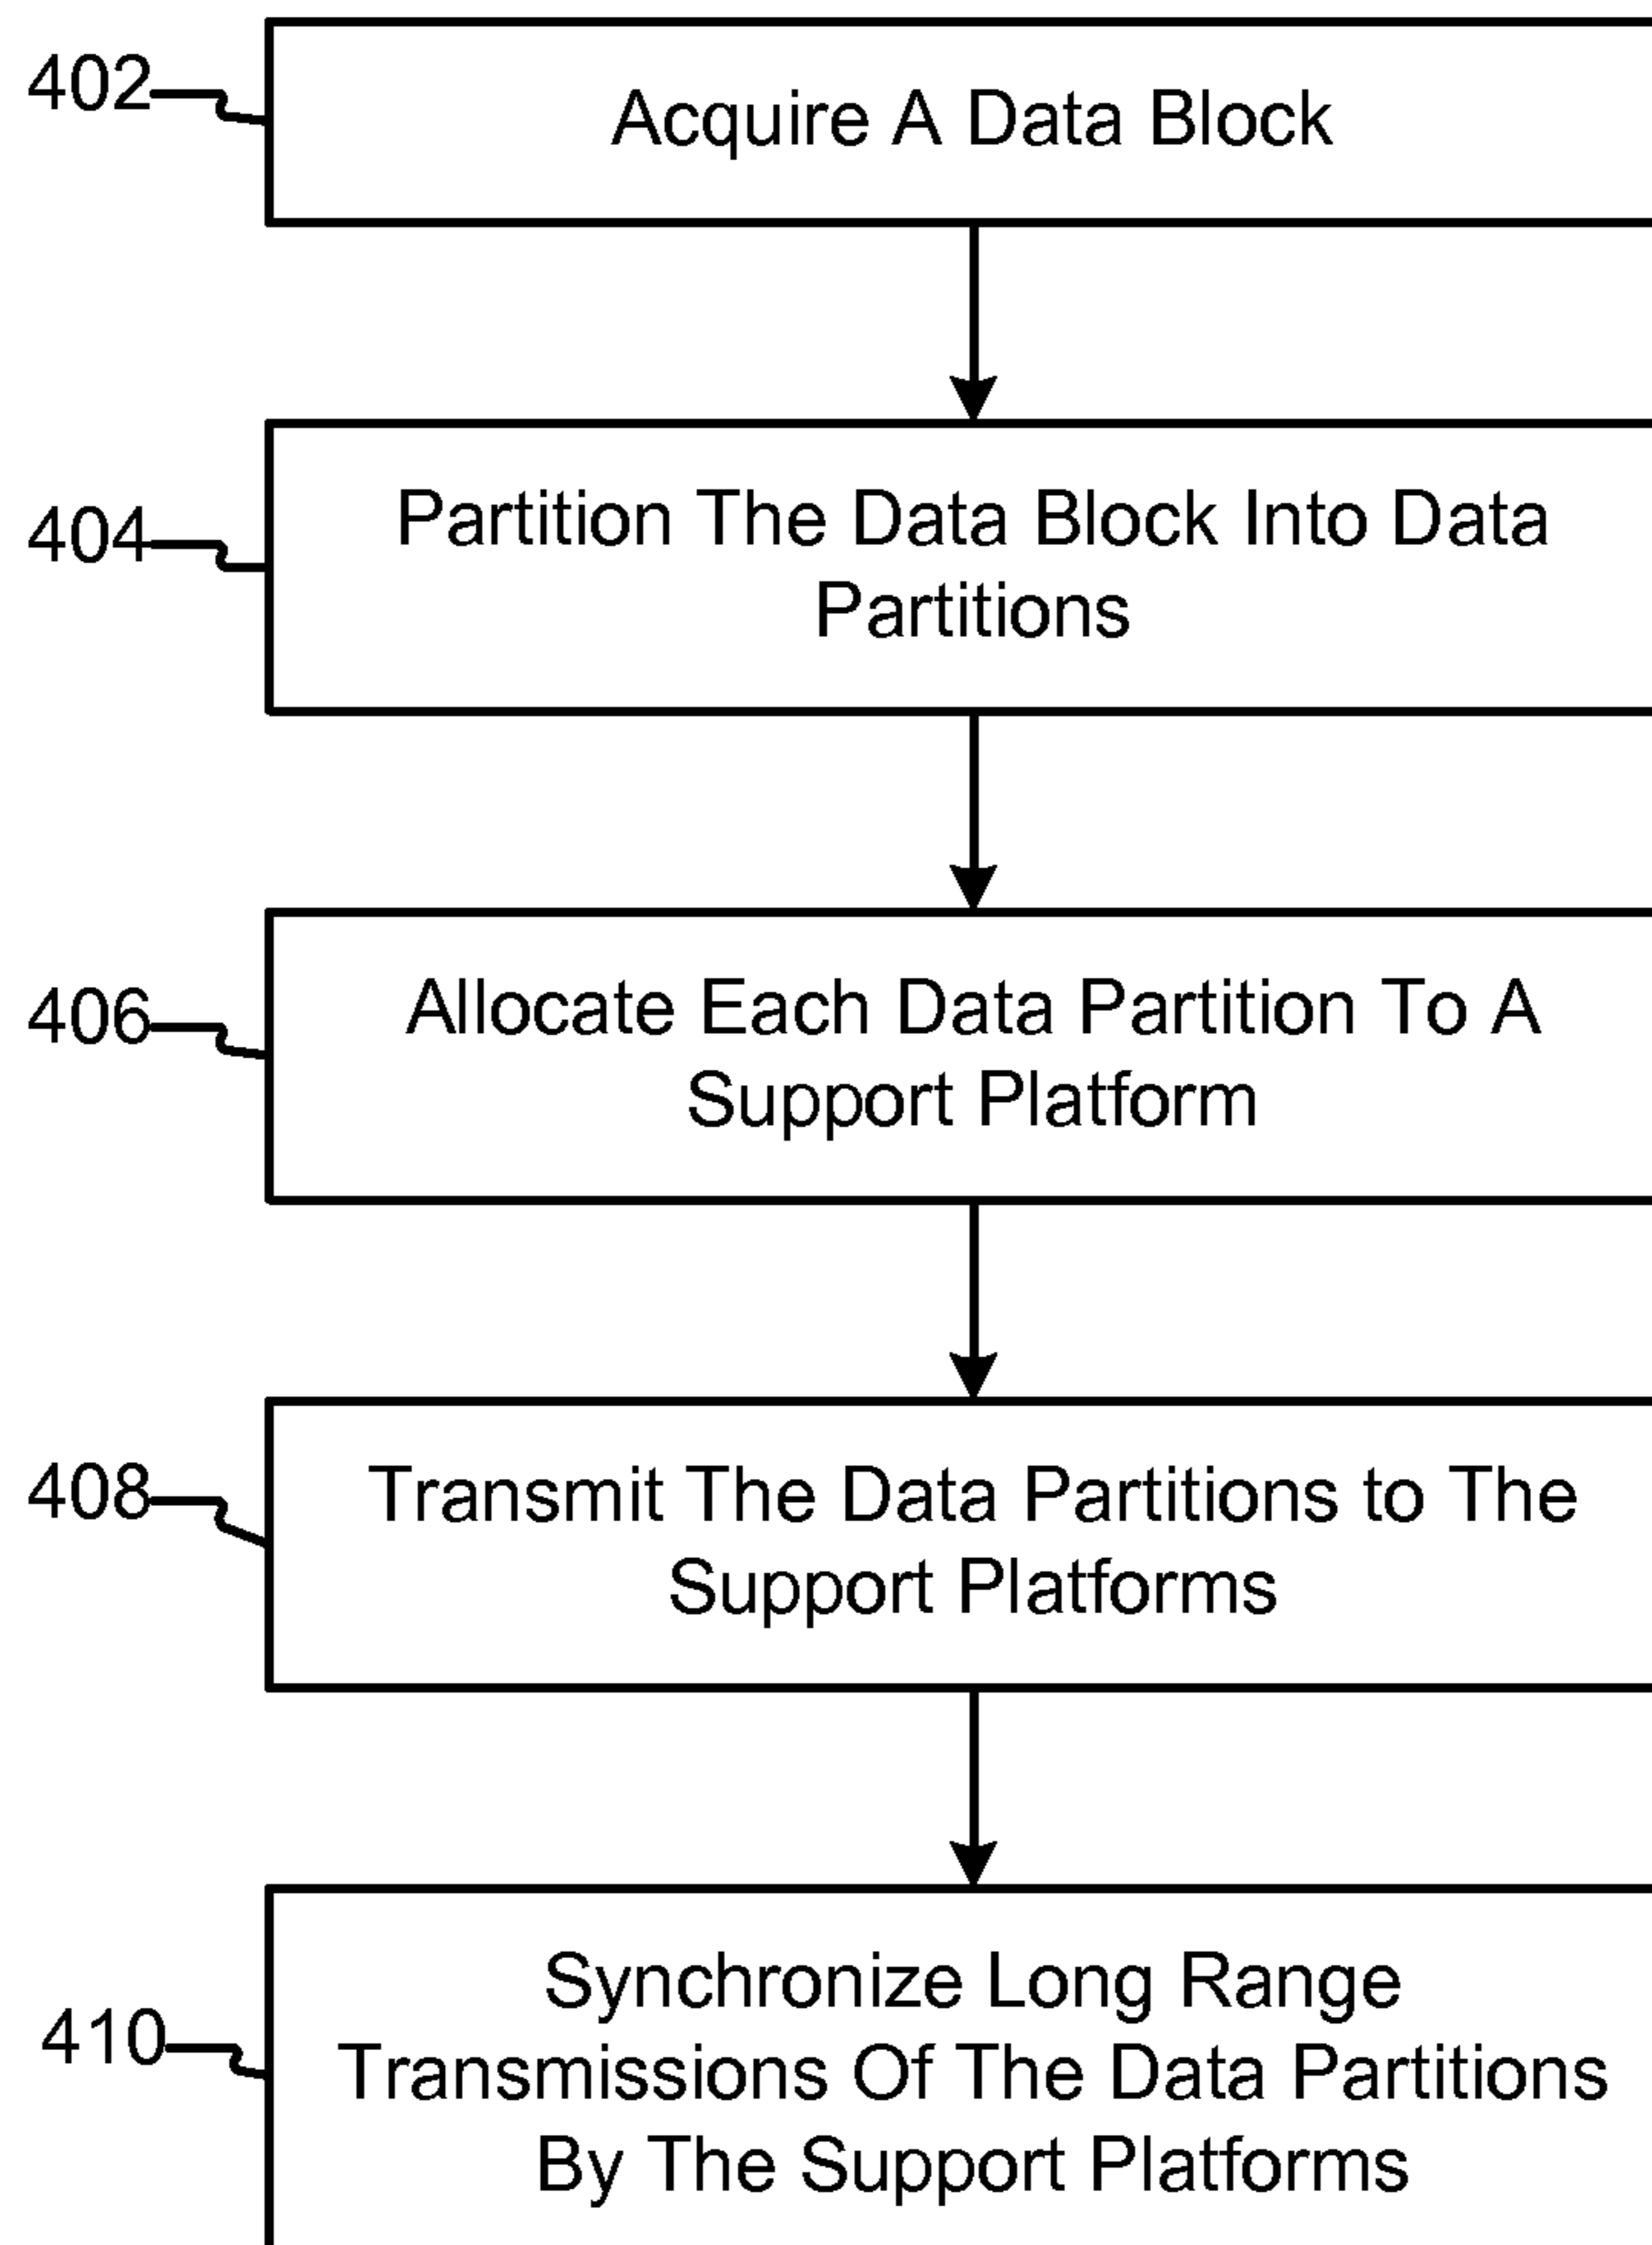 402
Acquire A Data Block
404
Partition The Data Block Into Data
Partitions
406
Allocate Each Data Partition To A
Support Platform
408
Transmit The Data Partitions to The
Support Platforms
410
Synchronize Long Range
Transmissions Of The Data Partitions
By The Support Platforms